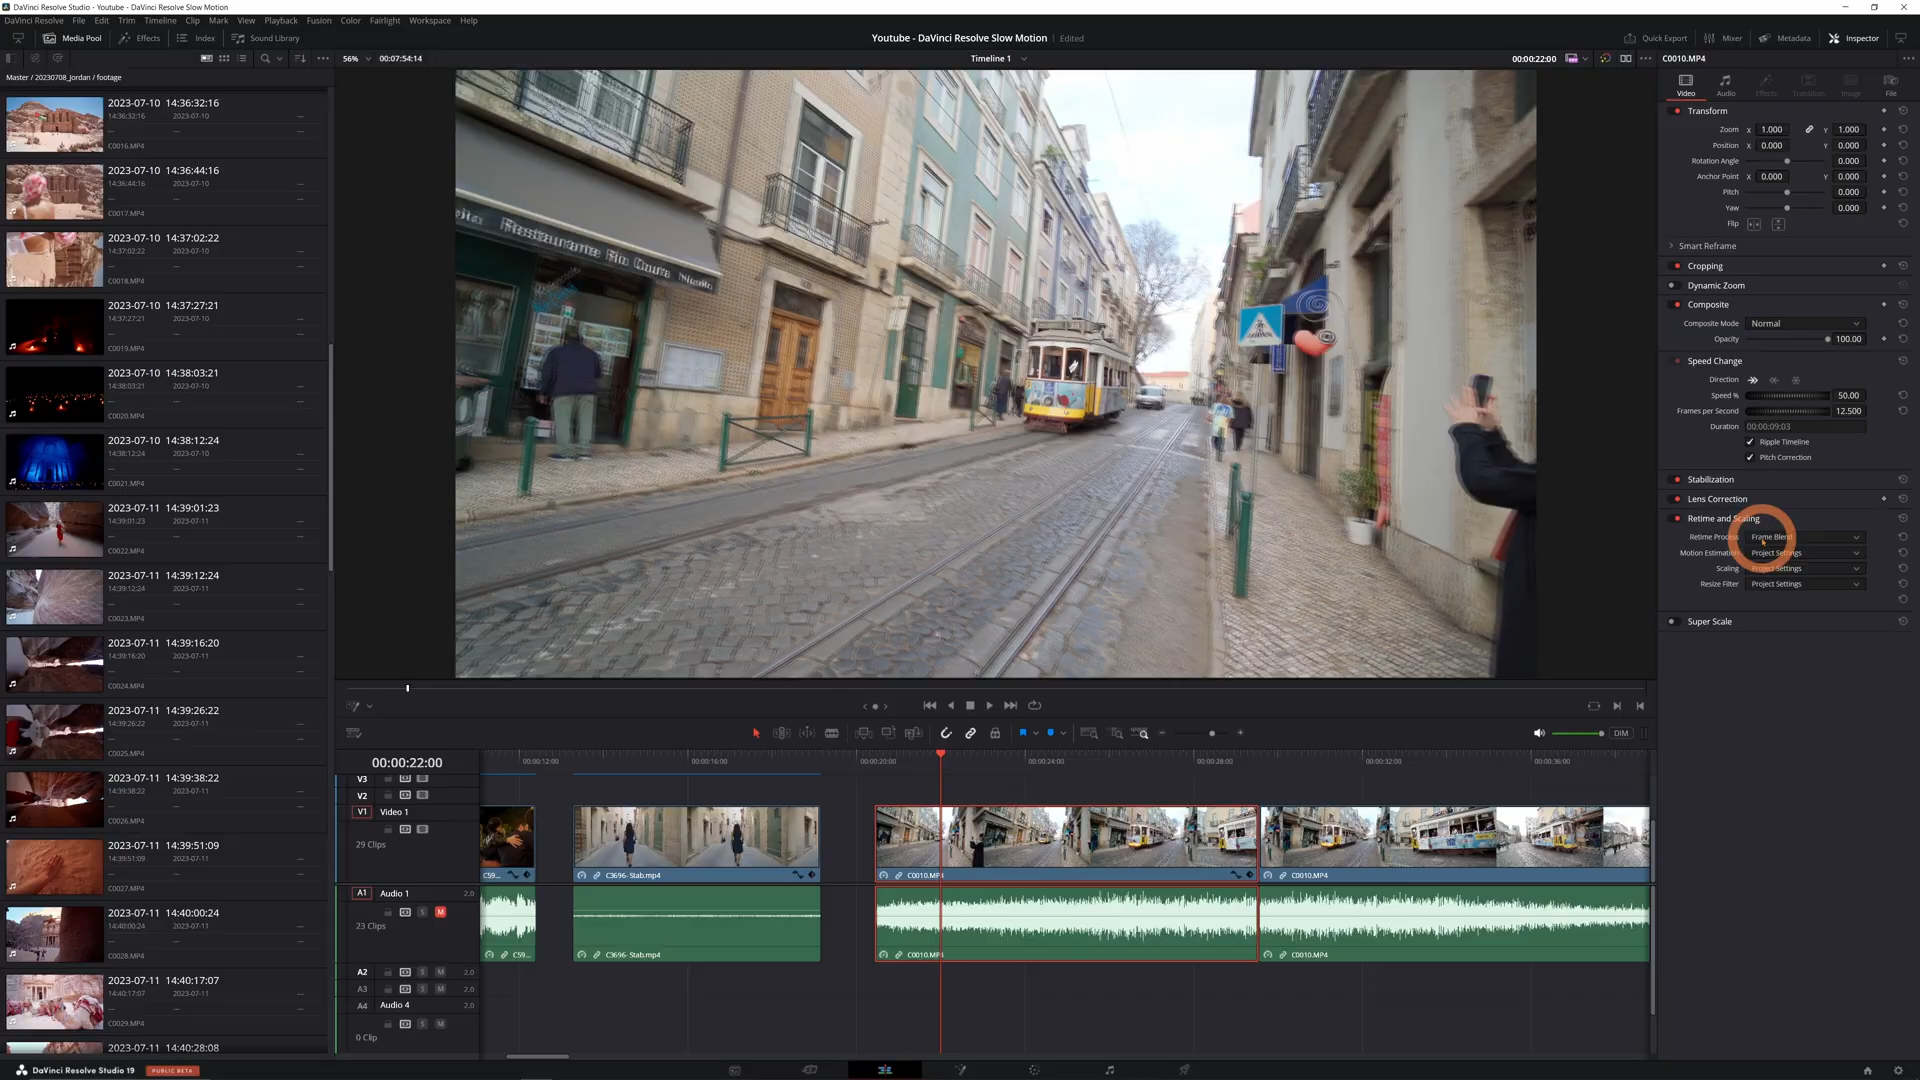 DaVinci Resolve Studio - Youtube - DaVinci Resolve Slow Motion
DaVinci Resolve File Edit Trim Timeline Clip Mark View Playback Fusion Color Fairlight Workspace Help
Media Pool Effects Index Sound Library
Youtube - DaVinci Resolve Slow Motion Edited
Quick Export Mixer Metadata Inspector
56% 00:07:54:14
Timeline 1
00:00:22:00
C0010.MP4
Master / 20230708_Jordan / footage
2023-07-10 14:36:32:16
14:36:32:16 2023-07-10
C0016.MP4
2023-07-10 14:36:44:16
14:36:44:16 2023-07-10
C0017.MP4
2023-07-10 14:37:02:22
14:37:02:22 2023-07-10
C0018.MP4
2023-07-10 14:37:27:21
14:37:27:21 2023-07-10
C0019.MP4
2023-07-10 14:38:03:21
14:38:03:21 2023-07-10
C0020.MP4
2023-07-10 14:38:12:24
14:38:12:24 2023-07-10
C0021.MP4
2023-07-11 14:39:01:23
14:39:01:23 2023-07-11
C0022.MP4
2023-07-11 14:39:12:24
14:39:12:24 2023-07-11
C0023.MP4
2023-07-11 14:39:16:20
14:39:16:20 2023-07-11
C0024.MP4
2023-07-11 14:39:26:22
14:39:26:22 2023-07-11
C0025.MP4
2023-07-11 14:39:38:22
14:39:38:22 2023-07-11
C0026.MP4
2023-07-11 14:39:51:09
14:39:51:09 2023-07-11
C0027.MP4
2023-07-11 14:40:00:24
14:40:00:24 2023-07-11
C0028.MP4
2023-07-11 14:40:17:07
14:40:17:07 2023-07-11
C0029.MP4
2023-07-11 14:40:28:08
Restaurante Rio Coura
Video Audio Effects Transition Image File
Transform
Zoom X 1.000 Y 1.000
Position X 0.000 Y 0.000
Rotation Angle 0.000
Anchor Point X 0.000 Y 0.000
Pitch 0.000
Yaw 0.000
Flip
Smart Reframe
Cropping
Dynamic Zoom
Composite
Composite Mode Normal
Opacity 100.00
Speed Change
Direction
Speed % 50.00
Frames per Second 12.500
Duration 00:00:09:03
Ripple Timeline
Pitch Correction
Stabilization
Lens Correction
Retime and Scaling
Retime Process Frame Blend
Motion Estimation Project Settings
Scaling Project Settings
Resize Filter Project Settings
Super Scale
DIM
00:00:22:00
00:00:12:00 00:00:16:00 00:00:20:00 00:00:24:00 00:00:28:00 00:00:32:00 00:00:36:00
V3
V2
V1 Video 1
29 Clips
C59... C3696- Stab.mp4 C0010.MP4 C0010.MP4
A1 Audio 1 2.0
S M
23 Clips
C59... C3696- Stab.mp4 C0010.MP4 C0010.MP4
A2 S M 2.0
A3 S M 2.0
A4 Audio 4 2.0
S M
0 Clip
DaVinci Resolve Studio 19 PUBLIC BETA